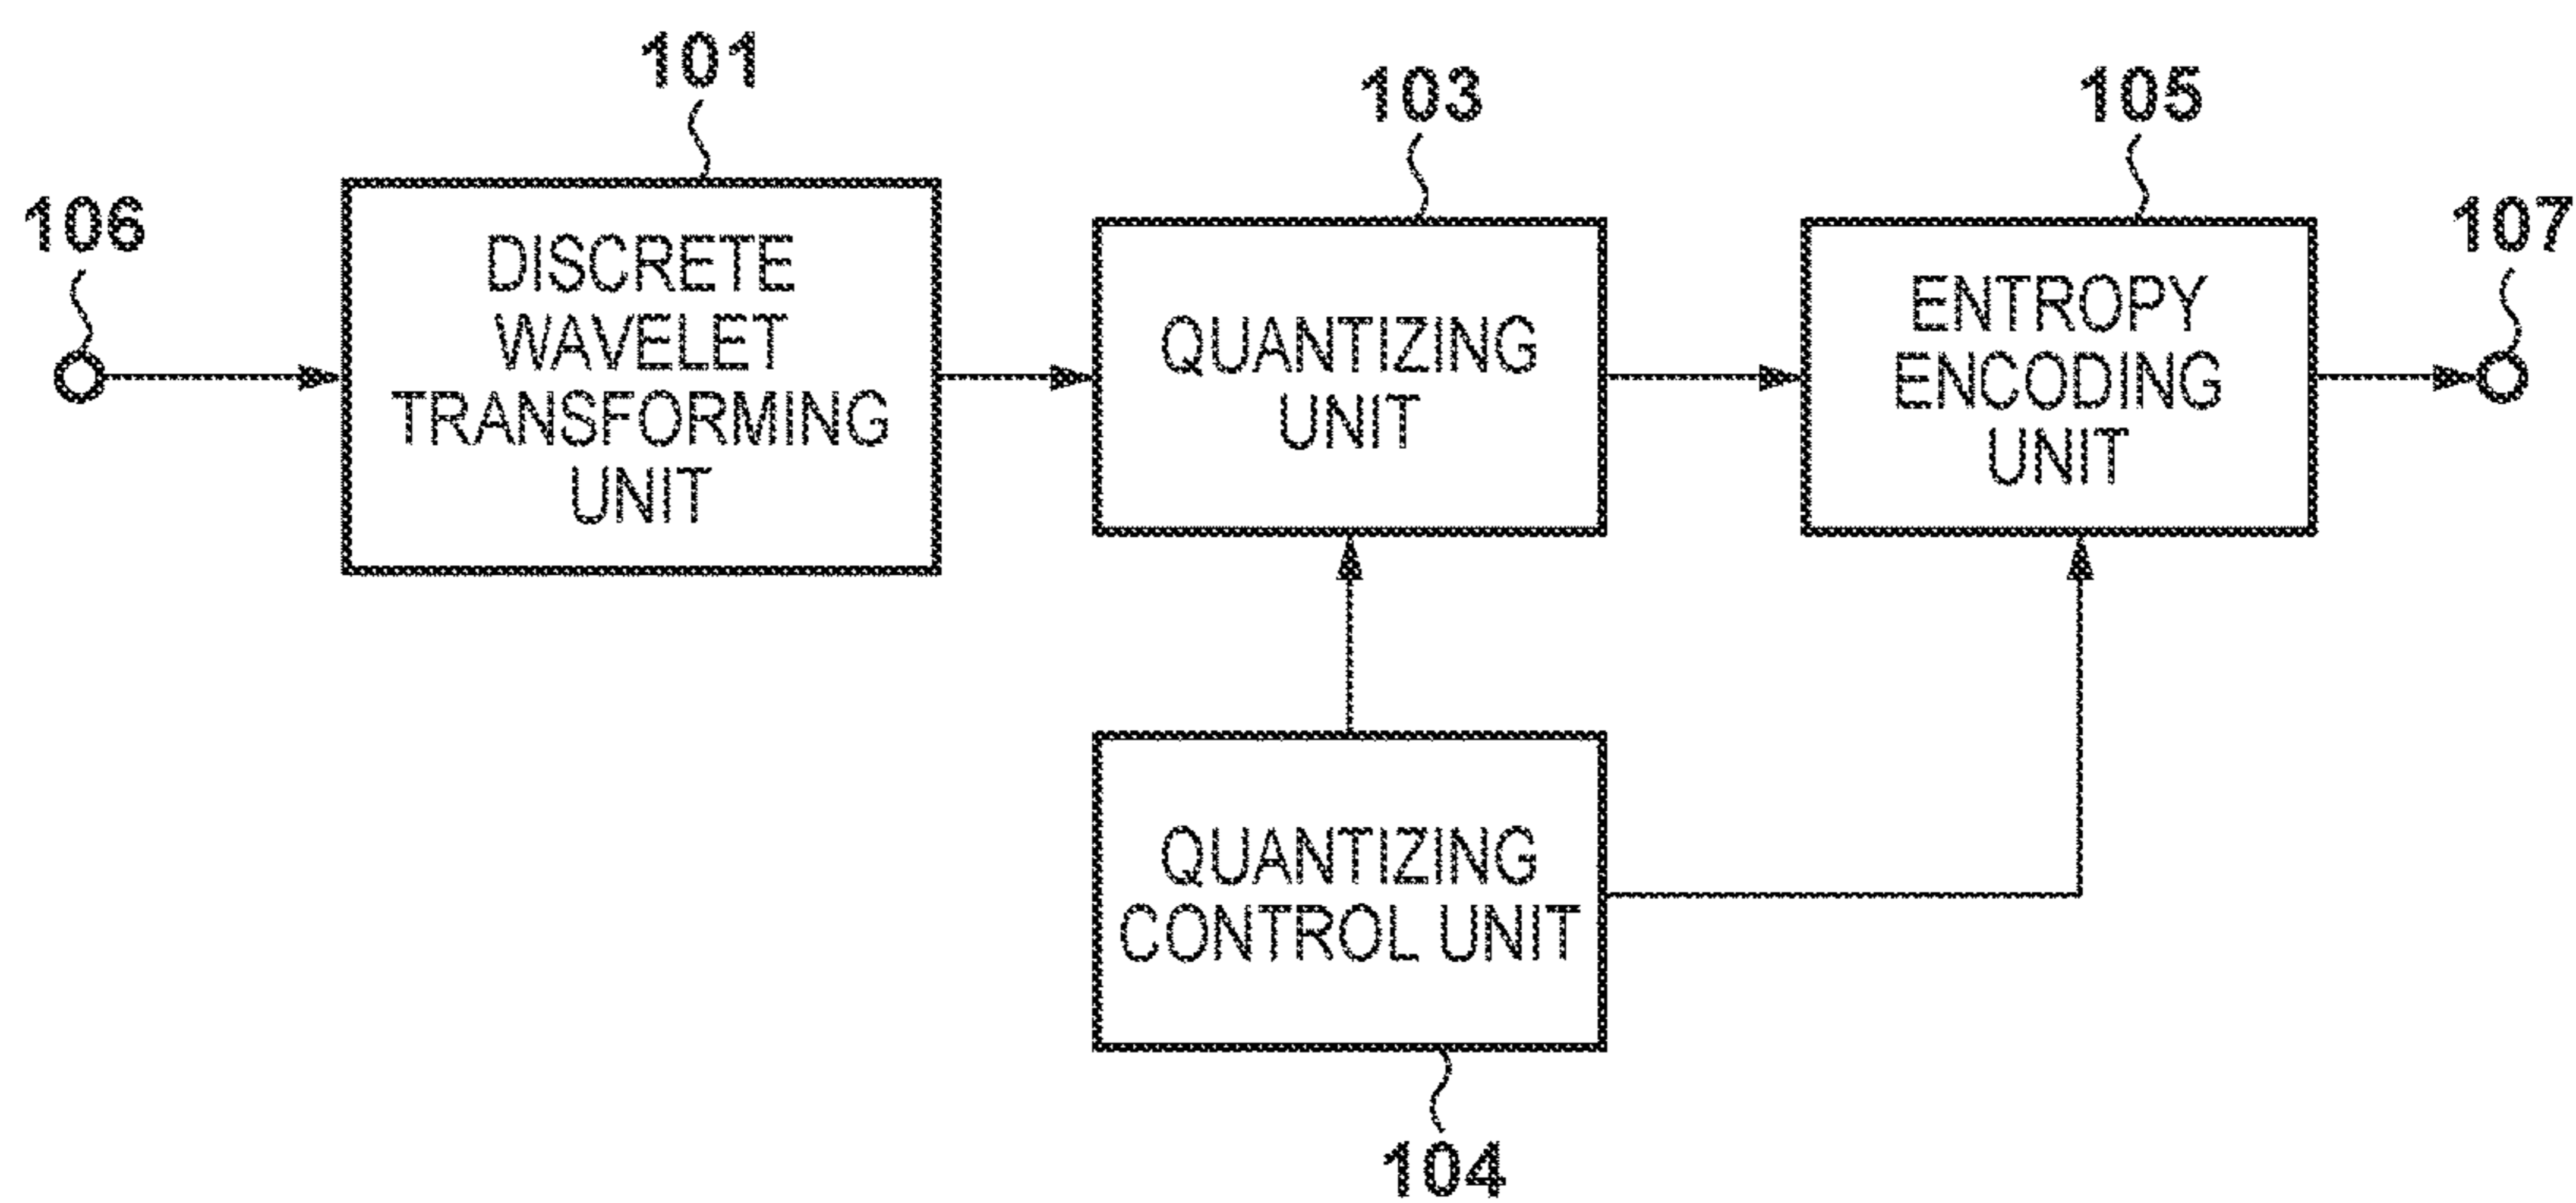 101
103
105
106
107
DISCRETE
WAVELET
TRANSFORMING
UNIT
QUANTIZING
UNIT
ENTROPY
ENCODING
UNIT
QUANTIZING
CONTROL UNIT
104